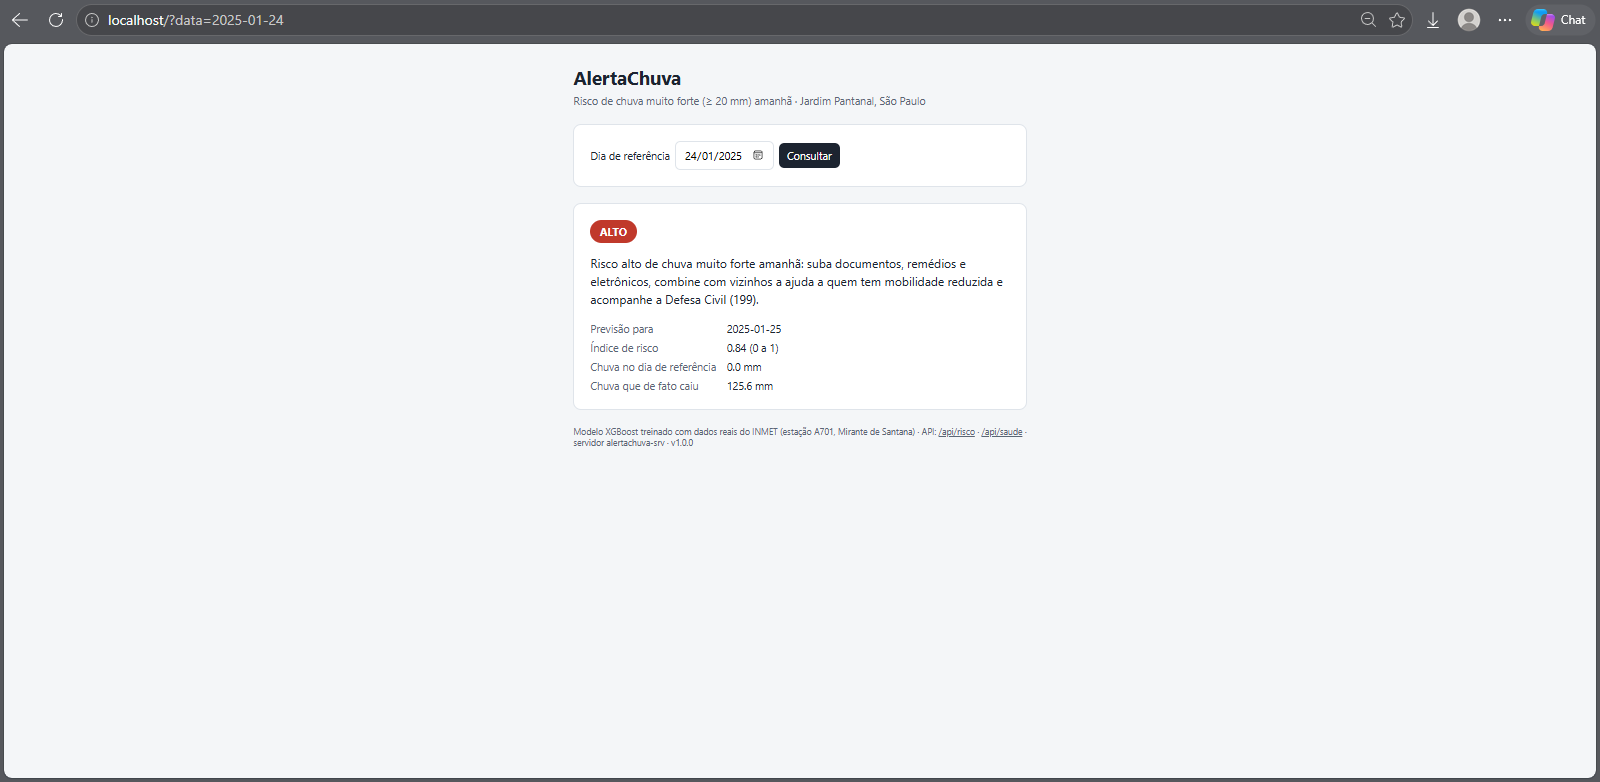 localhost/?data=2025-01-24
Chat
AlertaChuva
Risco de chuva muito forte (≥ 20 mm) amanhã · Jardim Pantanal, São Paulo
Dia de referência 24/01/2025 Consultar
ALTO
Risco alto de chuva muito forte amanhã: suba documentos, remédios e
eletrônicos, combine com vizinhos a ajuda a quem tem mobilidade reduzida e
acompanhe a Defesa Civil (199).
Previsão para 2025-01-25
Índice de risco 0.84 (0 a 1)
Chuva no dia de referência 0.0 mm
Chuva que de fato caiu 125.6 mm
Modelo XGBoost treinado com dados reais do INMET (estação A701, Mirante de Santana) · API: /api/risco · /api/saude ·
servidor alertachuva-srv · v1.0.0